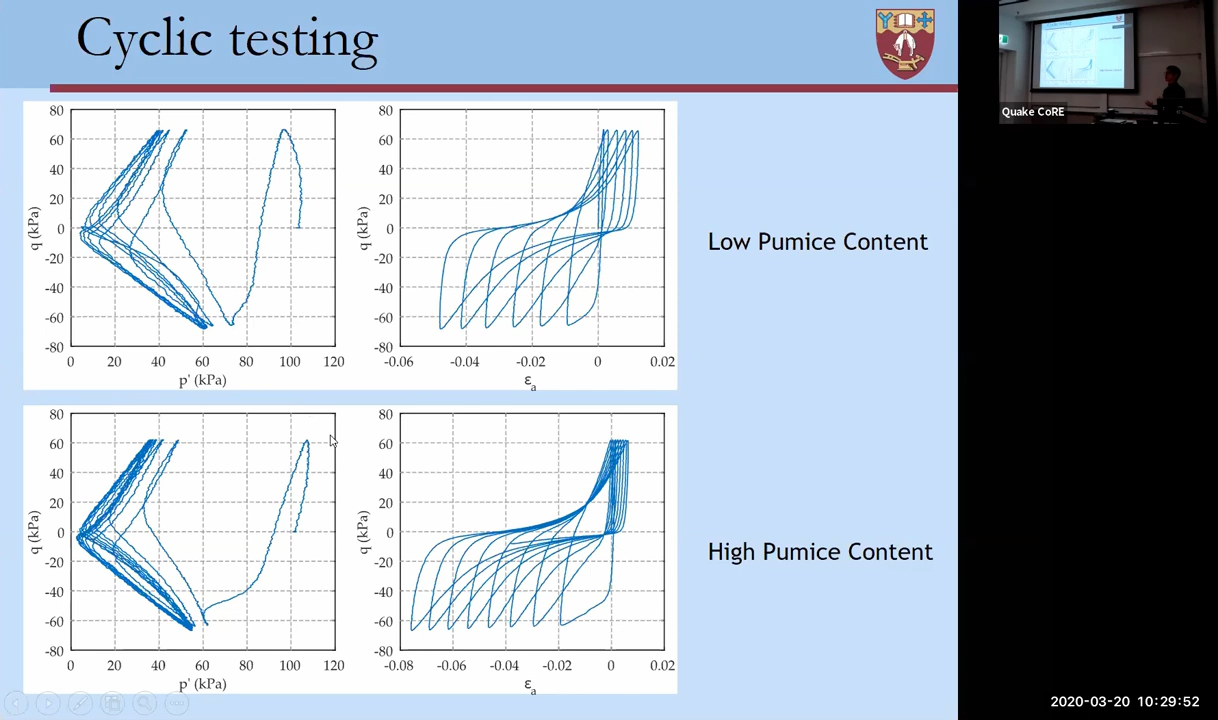 Cyclic testing
Quake CoRE
80
60
40
20
0
-20
-40
-60
-80
q (kPa)
0 20 40 60 80 100 120
p' (kPa)
80
60
40
20
0
-20
-40
-60
-80
q (kPa)
-0.06 -0.04 -0.02 0 0.02
εa
Low Pumice Content
80
60
40
20
0
-20
-40
-60
-80
q (kPa)
0 20 40 60 80 100 120
p' (kPa)
80
60
40
20
0
-20
-40
-60
-80
q (kPa)
-0.08 -0.06 -0.04 -0.02 0 0.02
εa
High Pumice Content
2020-03-20 10:29:52